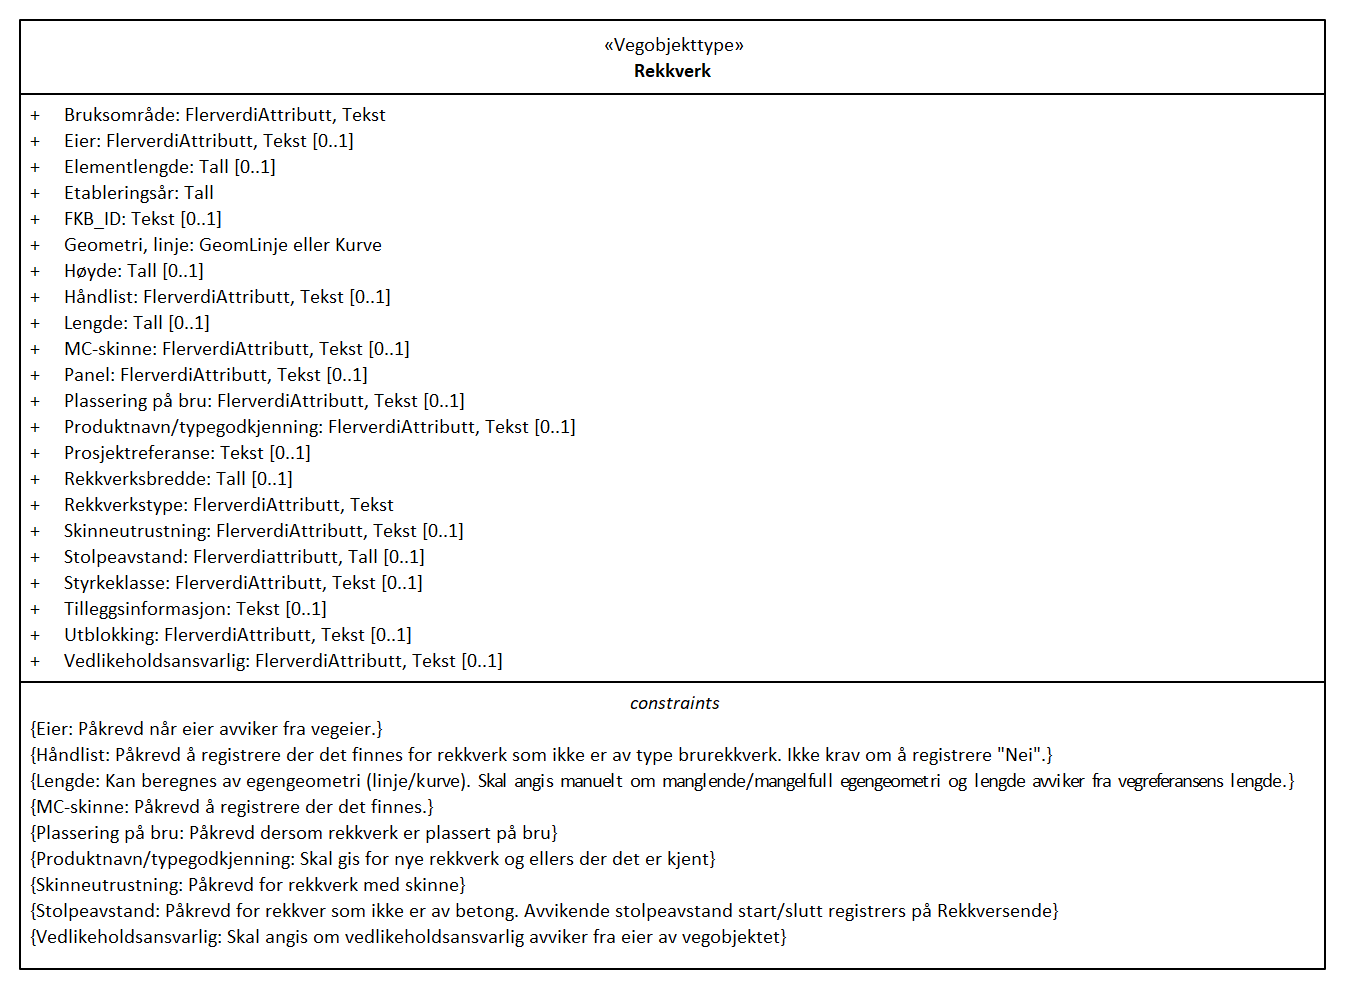 «Vegobjekttype»
Rekkverk
+ Bruksområde: FlerverdiAttributt, Tekst
+ Eier: FlerverdiAttributt, Tekst [0..1]
+ Elementlengde: Tall [0..1]
+ Etableringsår: Tall
+ FKB_ID: Tekst [0..1]
+ Geometri, linje: GeomLinje eller Kurve
+ Høyde: Tall [0..1]
+ Håndlist: FlerverdiAttributt, Tekst [0..1]
+ Lengde: Tall [0..1]
+ MC-skinne: FlerverdiAttributt, Tekst [0..1]
+ Panel: FlerverdiAttributt, Tekst [0..1]
+ Plassering på bru: FlerverdiAttributt, Tekst [0..1]
+ Produktnavn/typegodkjenning: FlerverdiAttributt, Tekst [0..1]
+ Prosjektreferanse: Tekst [0..1]
+ Rekkverksbredde: Tall [0..1]
+ Rekkverkstype: FlerverdiAttributt, Tekst
+ Skinneutrustning: FlerverdiAttributt, Tekst [0..1]
+ Stolpeavstand: Flerverdiattributt, Tall [0..1]
+ Styrkeklasse: FlerverdiAttributt, Tekst [0..1]
+ Tilleggsinformasjon: Tekst [0..1]
+ Utblokking: FlerverdiAttributt, Tekst [0..1]
+ Vedlikeholdsansvarlig: FlerverdiAttributt, Tekst [0..1]
constraints
{Eier: Påkrevd når eier avviker fra vegeier.}
{Håndlist: Påkrevd å registrere der det finnes for rekkverk som ikke er av type brurekkverk. Ikke krav om å registrere "Nei".}
{Lengde: Kan beregnes av egengeometri (linje/kurve). Skal angis manuelt om manglende/mangelfull egengeometri og lengde avviker fra vegreferansens lengde.}
{MC-skinne: Påkrevd å registrere der det finnes.}
{Plassering på bru: Påkrevd dersom rekkverk er plassert på bru}
{Produktnavn/typegodkjenning: Skal gis for nye rekkverk og ellers der det er kjent}
{Skinneutrustning: Påkrevd for rekkverk med skinne}
{Stolpeavstand: Påkrevd for rekkver som ikke er av betong. Avvikende stolpeavstand start/slutt registrers på Rekkversende}
{Vedlikeholdsansvarlig: Skal angis om vedlikeholdsansvarlig avviker fra eier av vegobjektet}